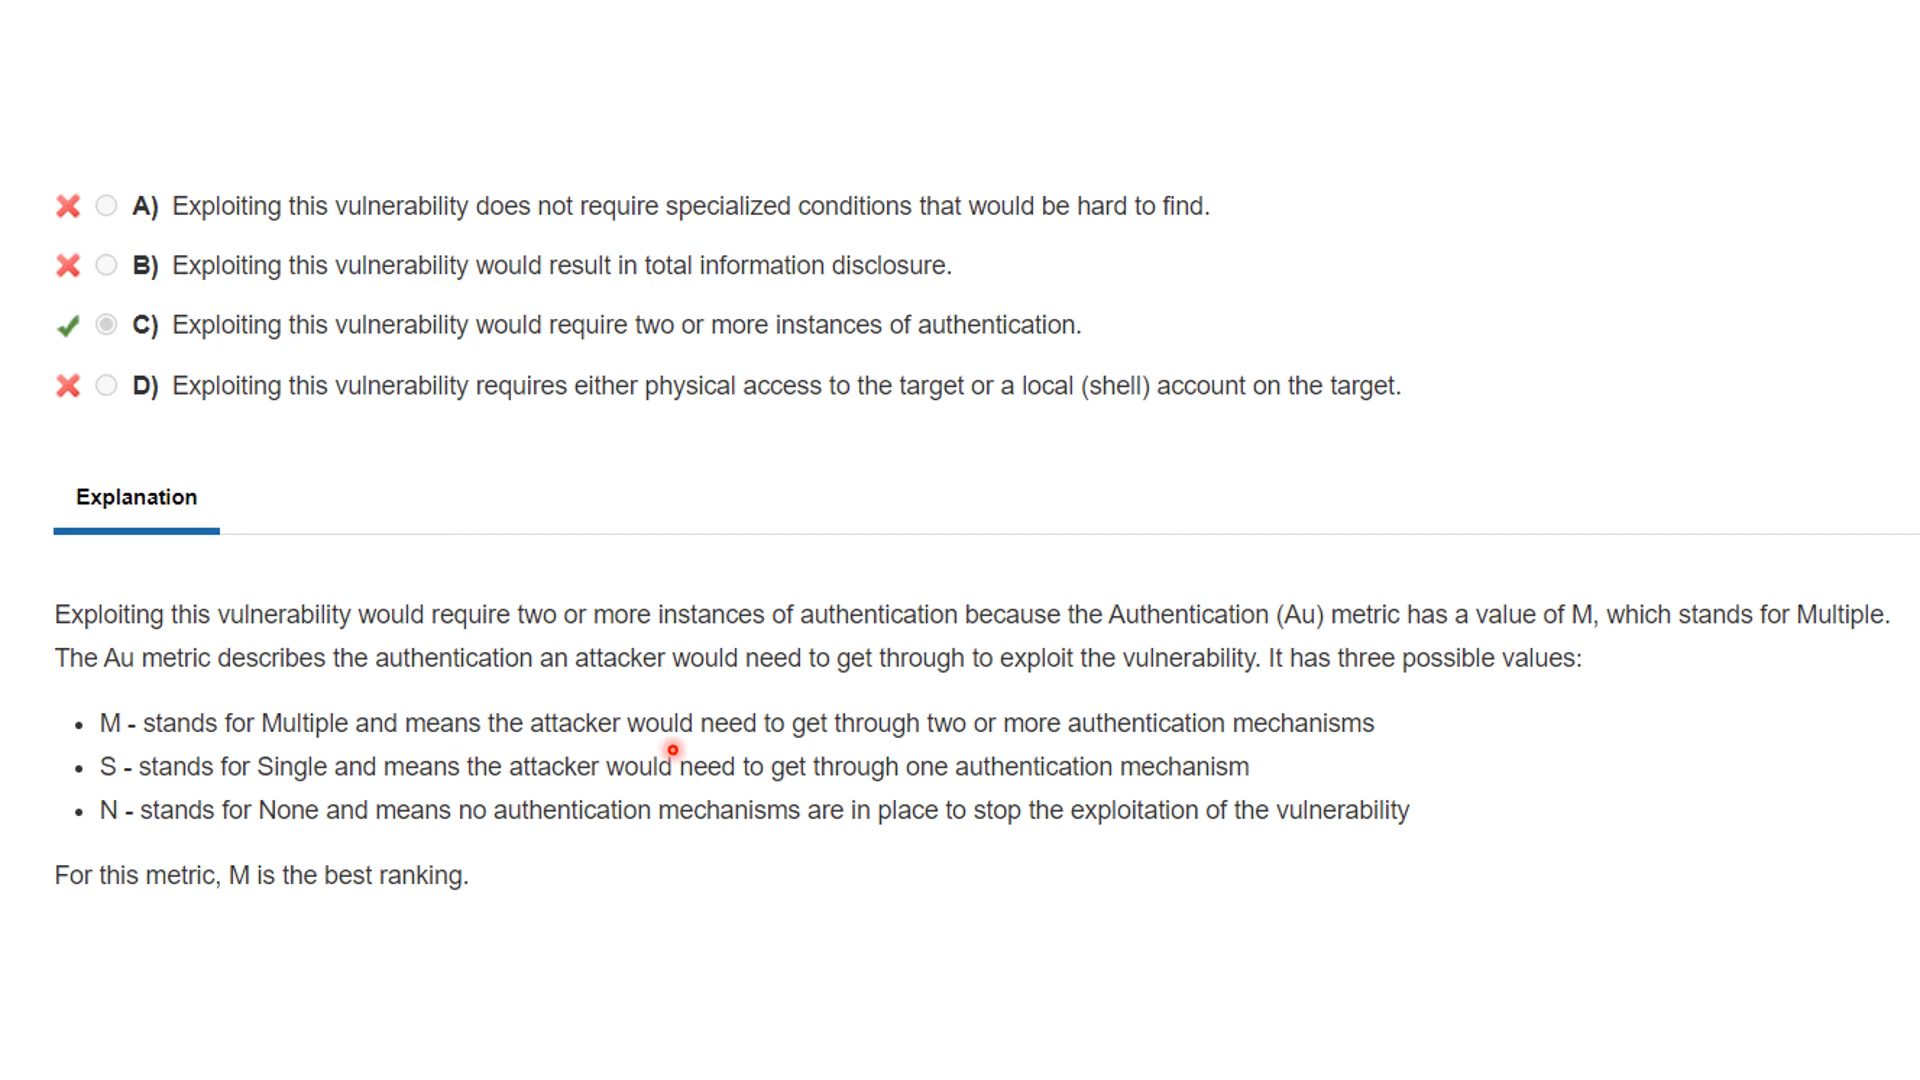 A) Exploiting this vulnerability does not require specialized conditions that would be hard to find.
B) Exploiting this vulnerability would result in total information disclosure.
C) Exploiting this vulnerability would require two or more instances of authentication.
D) Exploiting this vulnerability requires either physical access to the target or a local (shell) account on the target.
Explanation
Exploiting this vulnerability would require two or more instances of authentication because the Authentication (Au) metric has a value of M, which stands for Multiple.
The Au metric describes the authentication an attacker would need to get through to exploit the vulnerability. It has three possible values:
• M - stands for Multiple and means the attacker would need to get through two or more authentication mechanisms
• S - stands for Single and means the attacker would need to get through one authentication mechanism
• N - stands for None and means no authentication mechanisms are in place to stop the exploitation of the vulnerability
For this metric, M is the best ranking.